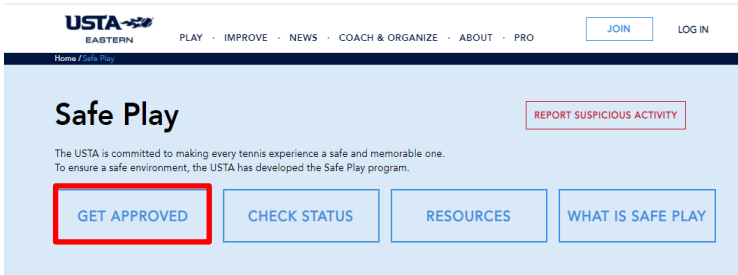 USTA
EASTERN
PLAY · IMPROVE · NEWS · COACH & ORGANIZE · ABOUT · PRO
JOIN
LOG IN
Home / Safe Play
Safe Play
REPORT SUSPICIOUS ACTIVITY
The USTA is committed to making every tennis experience a safe and memorable one.
To ensure a safe environment, the USTA has developed the Safe Play program.
GET APPROVED
CHECK STATUS
RESOURCES
WHAT IS SAFE PLAY